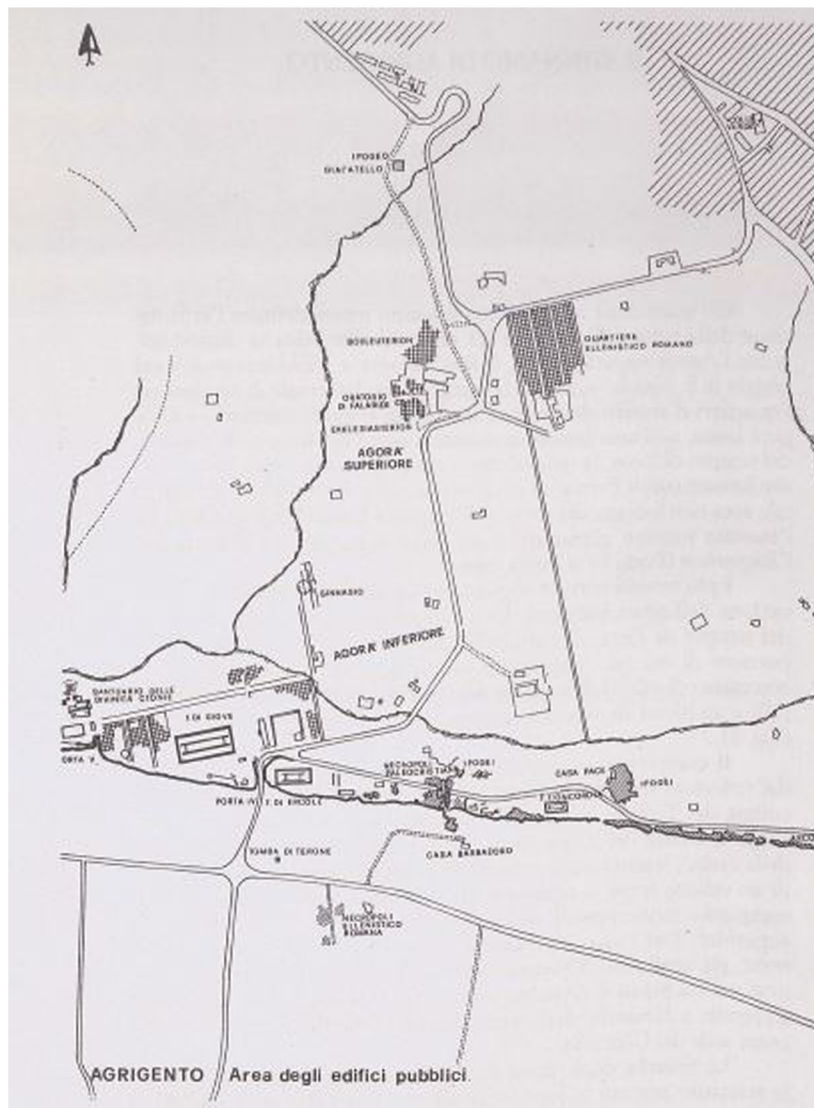 IPOGEO
GIACATELLO
BOULEUTERION
QUARTIERE
ELLENISTICO ROMANO
ORATORIO
DI FALARIDE
EKKLESIASTERION
AGORA'
SUPERIORE
GINNASIO
AGORA' INFERIORE
SANTUARIO DELLE
DIVINITA' CTONIE
T. DI GIOVE
PORTA V
NECROPOLI
PALEOCRISTIANA
IPOGEI
CASA PACE
IPOGEI
T. CONCORDIA
PORTA IV
T. DI ERCOLE
TOMBA DI TERONE
CASA BARBADORO
NECROPOLI
ELLENISTICO
ROMANA
AGRIGENTO Area degli edifici pubblici.